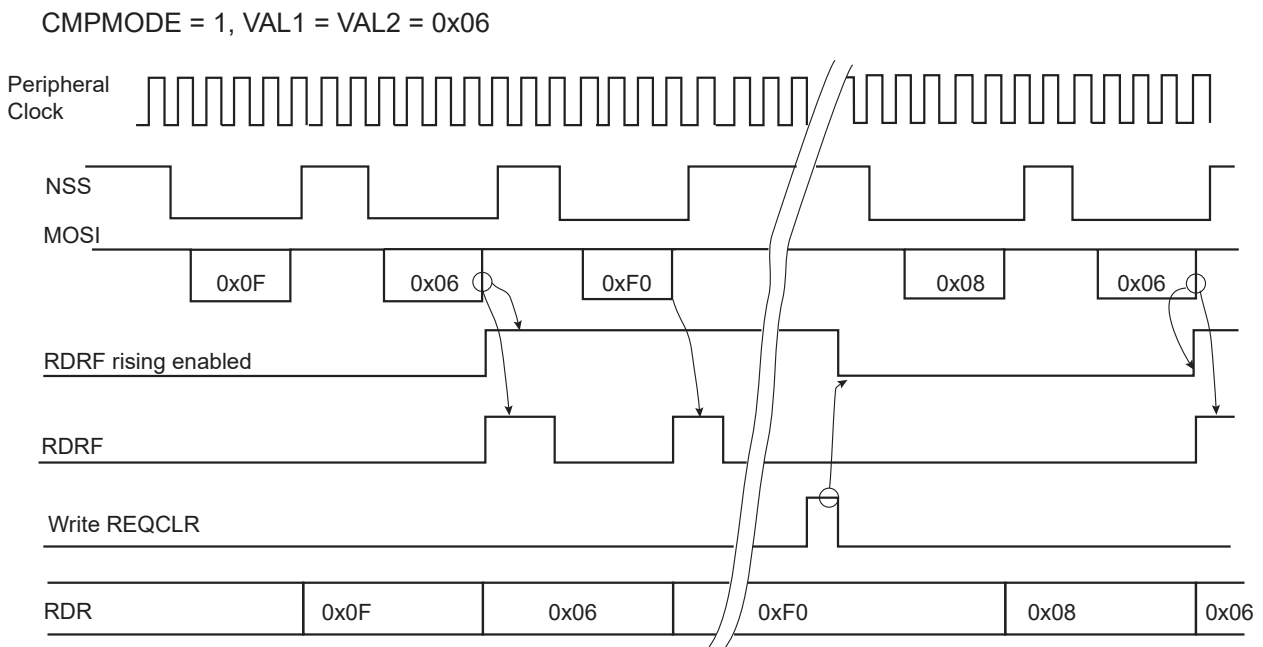 CMPMODE = 1, VAL1 = VAL2 = 0x06
Peripheral
Clock
NSS
MOSI
0x0F
0x06
0xF0
0x08
0x06
RDRF rising enabled
RDRF
Write REQCLR
RDR
0x0F
0x06
0xF0
0x08
0x06